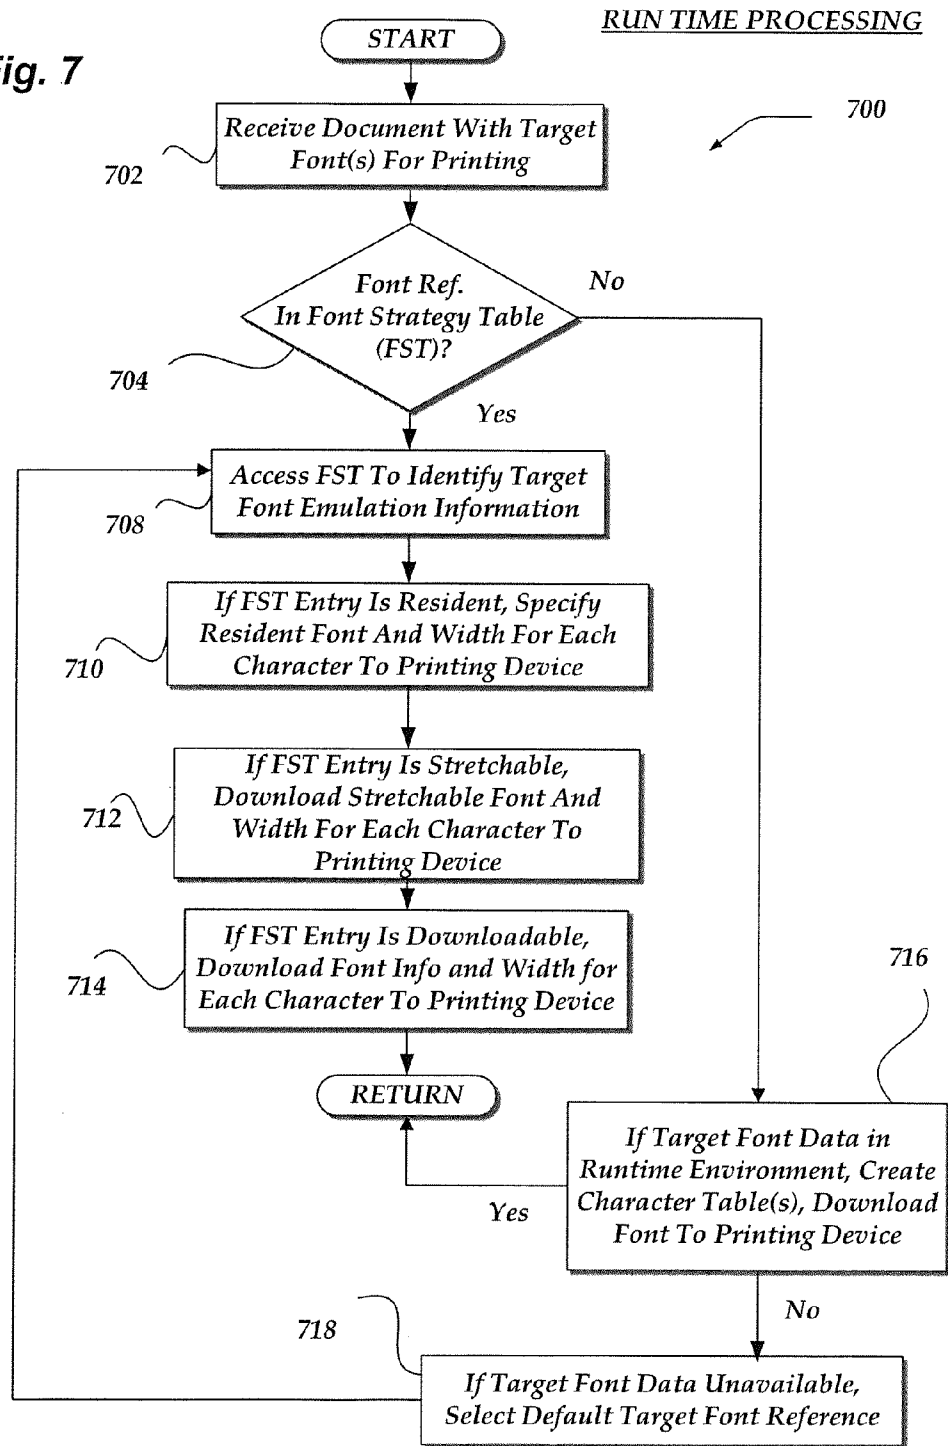 RUN TIME PROCESSING
Fig. 7
START
700
Receive Document With Target
Font(s) For Printing
702
Font Ref.
In Font Strategy Table
(FST)?
No
704
Yes
Access FST To Identify Target
Font Emulation Information
708
If FST Entry Is Resident, Specify
Resident Font And Width For Each
Character To Printing Device
710
If FST Entry Is Stretchable,
Download Stretchable Font And
Width For Each Character To
Printing Device
712
If FST Entry Is Downloadable,
Download Font Info and Width for
Each Character To Printing Device
714
716
RETURN
If Target Font Data in
Runtime Environment, Create
Character Table(s), Download
Font To Printing Device
Yes
No
718
If Target Font Data Unavailable,
Select Default Target Font Reference